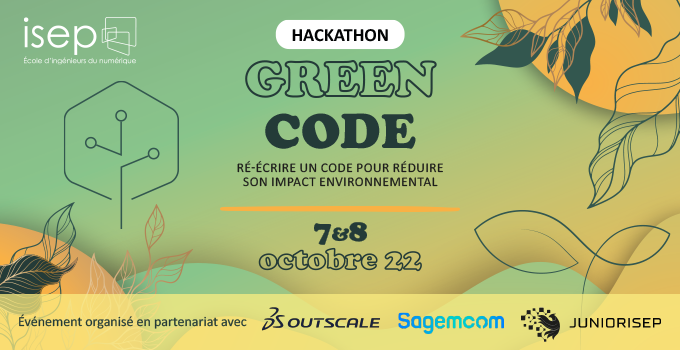 isep
École d'ingénieurs du numérique
HACKATHON
GREEN
CODE
RÉ-ÉCRIRE UN CODE POUR RÉDUIRE
SON IMPACT ENVIRONNEMENTAL
7&8
octobre 22
Événement organisé en partenariat avec 3DS OUTSCALE Sagemcom JUNIORISEP